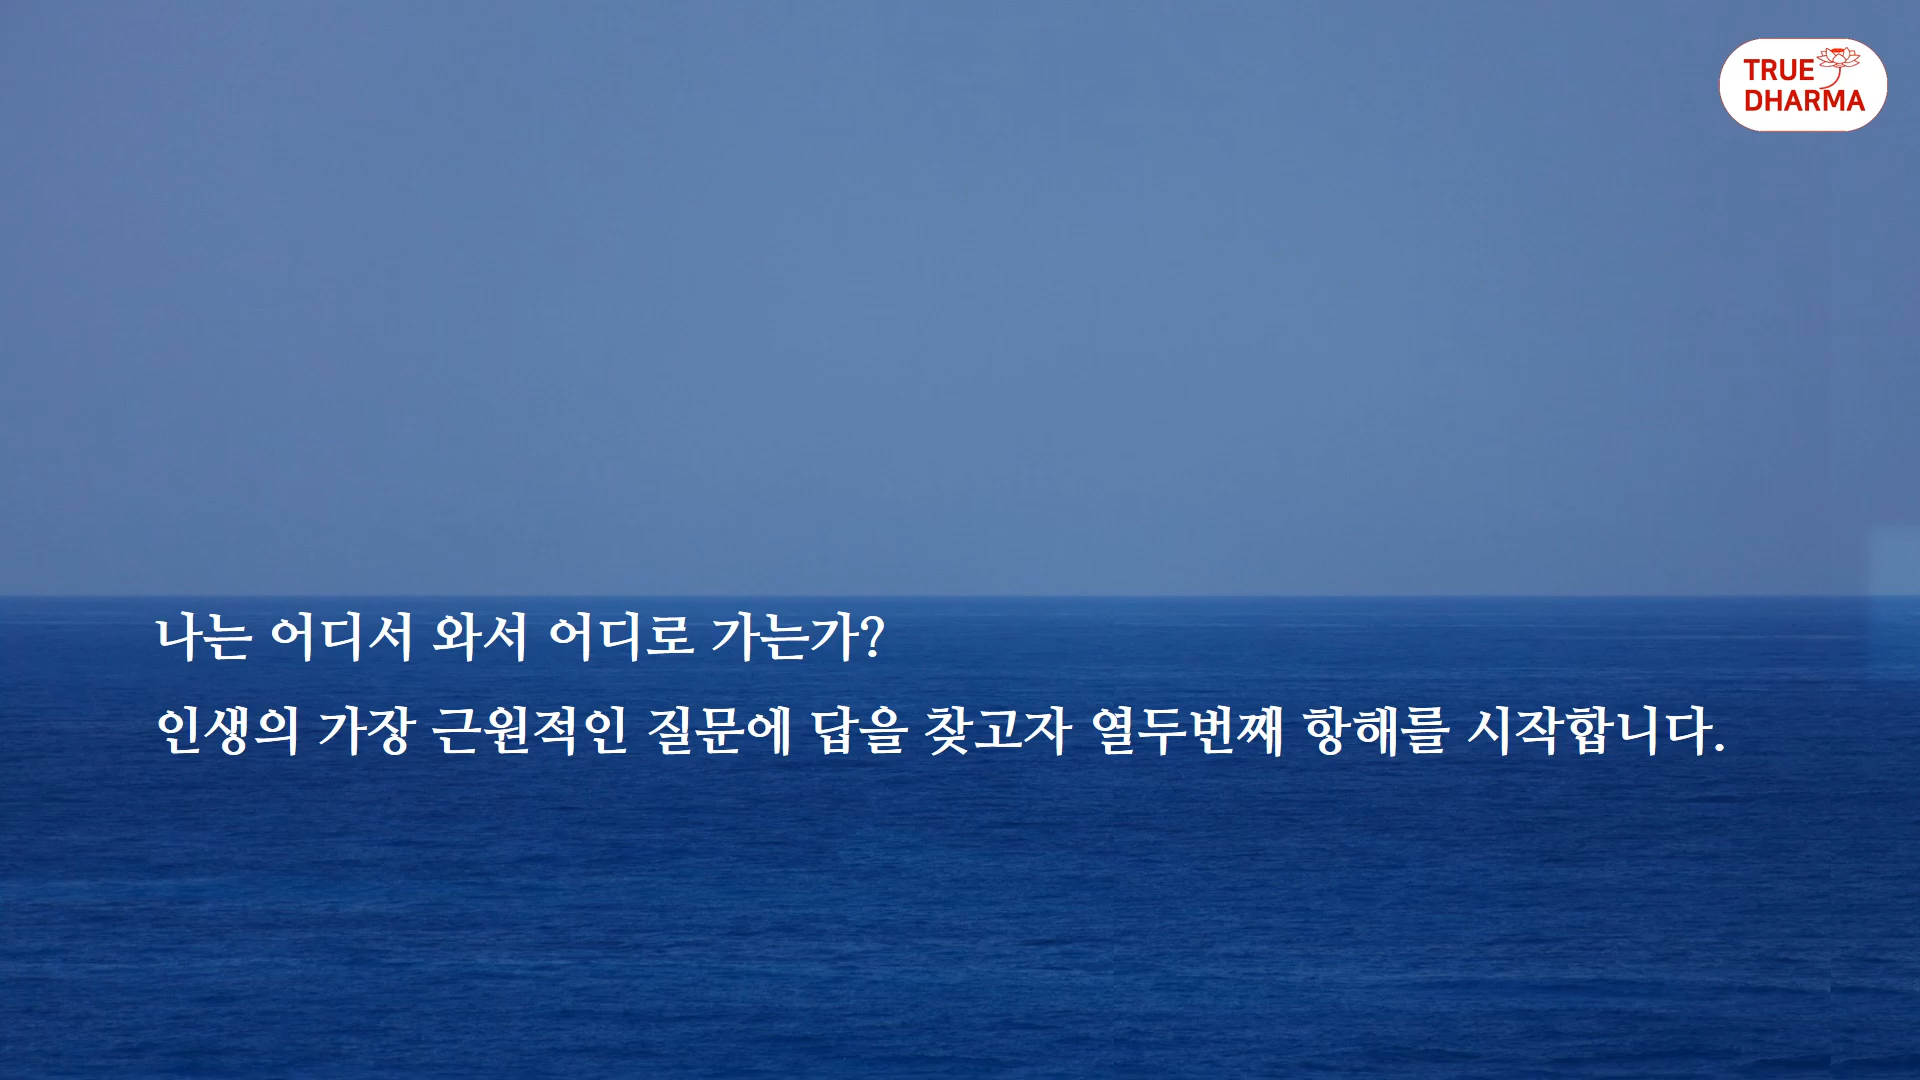 TRUE
DHARMA
나는 어디서 와서 어디로 가는가?
인생의 가장 근원적인 질문에 답을 찾고자 열두번째 항해를 시작합니다.